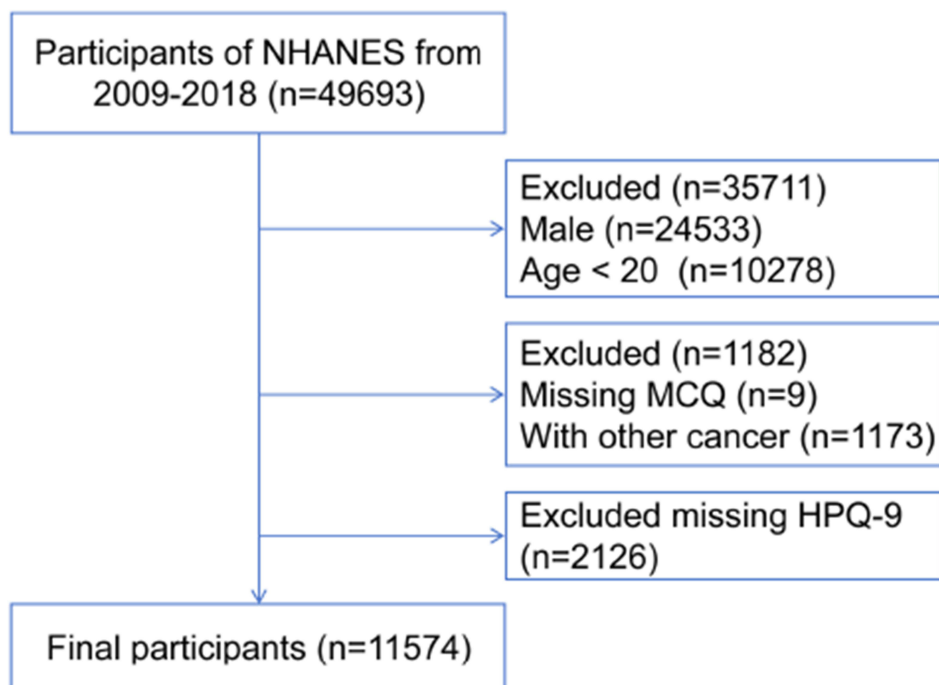 Participants of NHANES from
2009-2018 (n=49693)
Excluded (n=35711)
Male (n=24533)
Age < 20 (n=10278)
Excluded (n=1182)
Missing MCQ (n=9)
With other cancer (n=1173)
Excluded missing HPQ-9
(n=2126)
Final participants (n=11574)